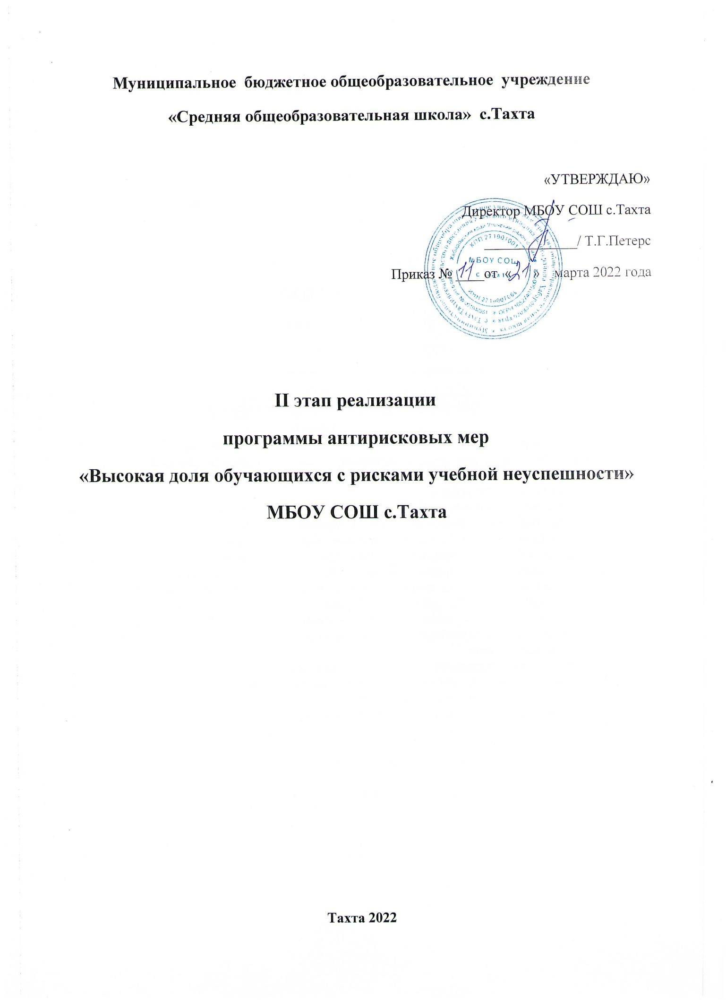 Муниципальное бюджетное общеобразовательное учреждение
«Средняя общеобразовательная школа» с.Тахта
«УТВЕРЖДАЮ»
Директор МБОУ СОШ с.Тахта
/ Т.Г.Петерс
Приказ № 11 от «21» марта 2022 года
КПП 271901001
МБОУ СОШ
II этап реализации
программы антирисковых мер
«Высокая доля обучающихся с рисками учебной неуспешности»
МБОУ СОШ с.Тахта
Тахта 2022